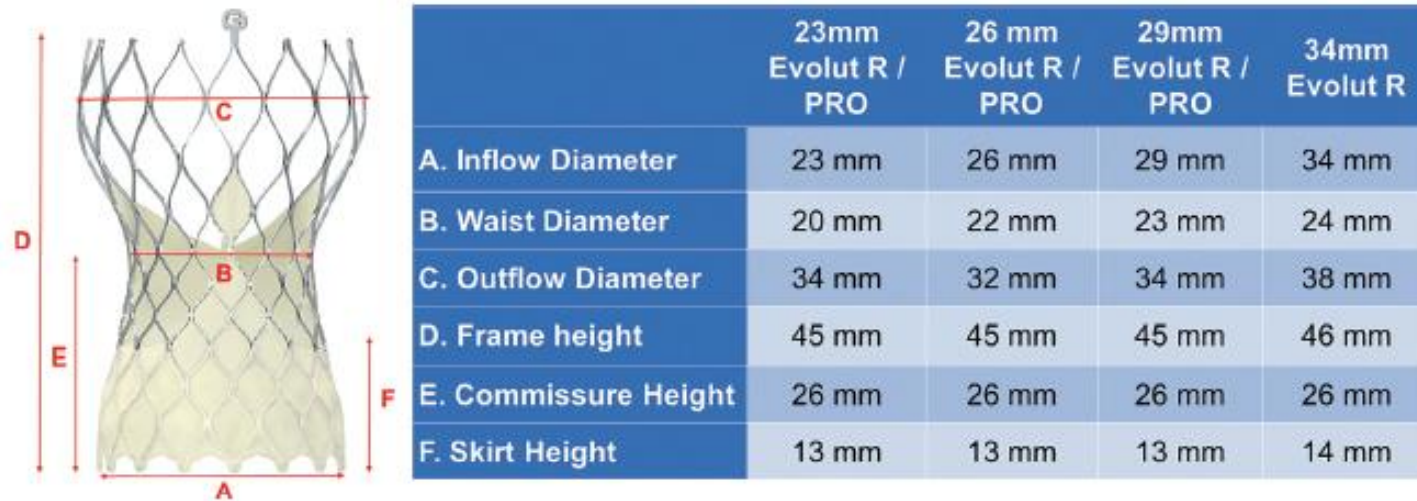 C
D
B
E
F
A
23mm Evolut R / PRO
26 mm Evolut R / PRO
29mm Evolut R / PRO
34mm Evolut R
A. Inflow Diameter 23 mm 26 mm 29 mm 34 mm
B. Waist Diameter 20 mm 22 mm 23 mm 24 mm
C. Outflow Diameter 34 mm 32 mm 34 mm 38 mm
D. Frame height 45 mm 45 mm 45 mm 46 mm
E. Commissure Height 26 mm 26 mm 26 mm 26 mm
F. Skirt Height 13 mm 13 mm 13 mm 14 mm